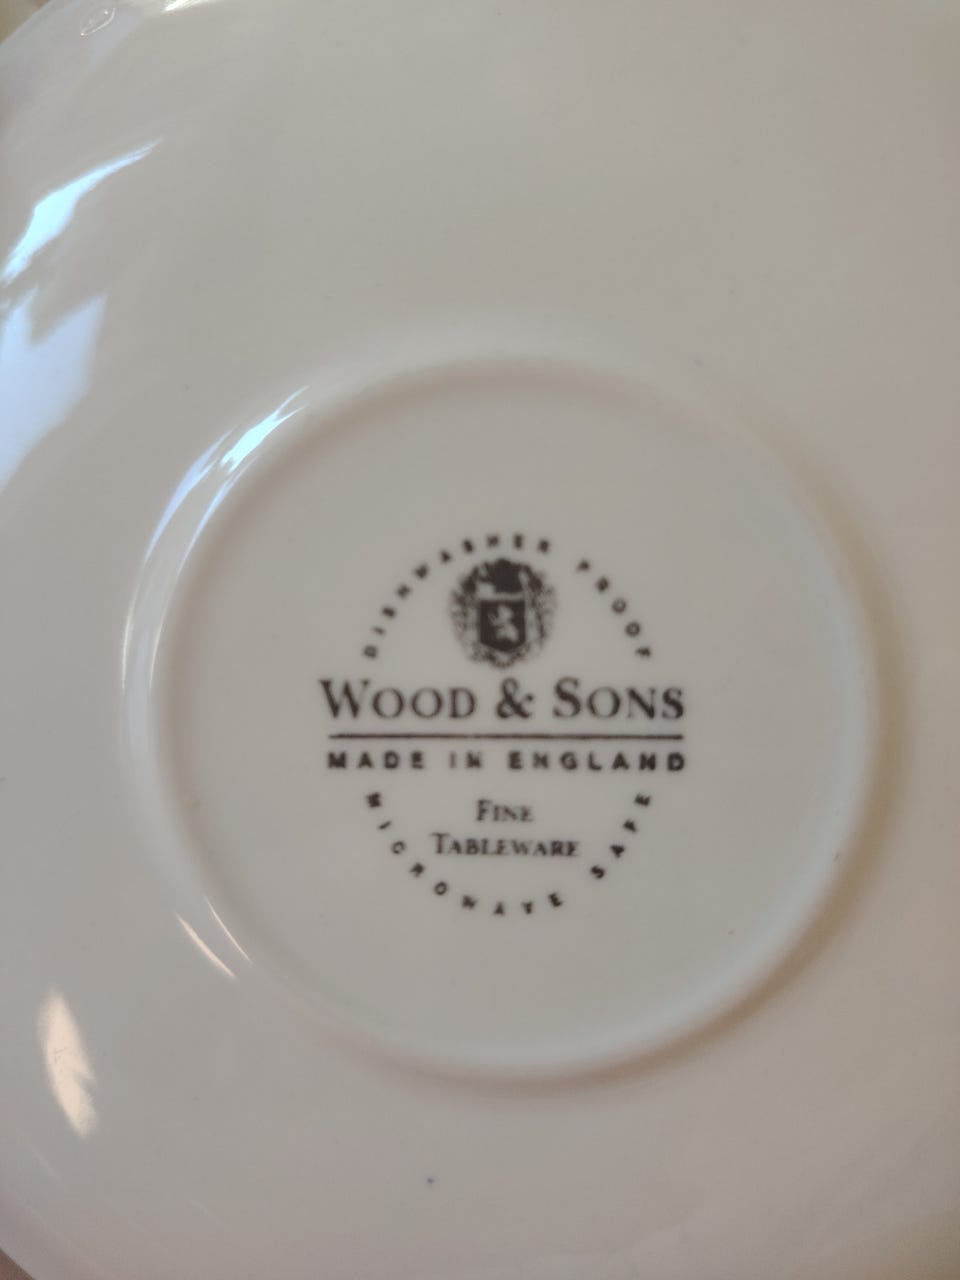 DISHWASHER PROOF
WOOD & SONS
MADE IN ENGLAND
FINE
TABLEWARE
MICROWAVE SAFE